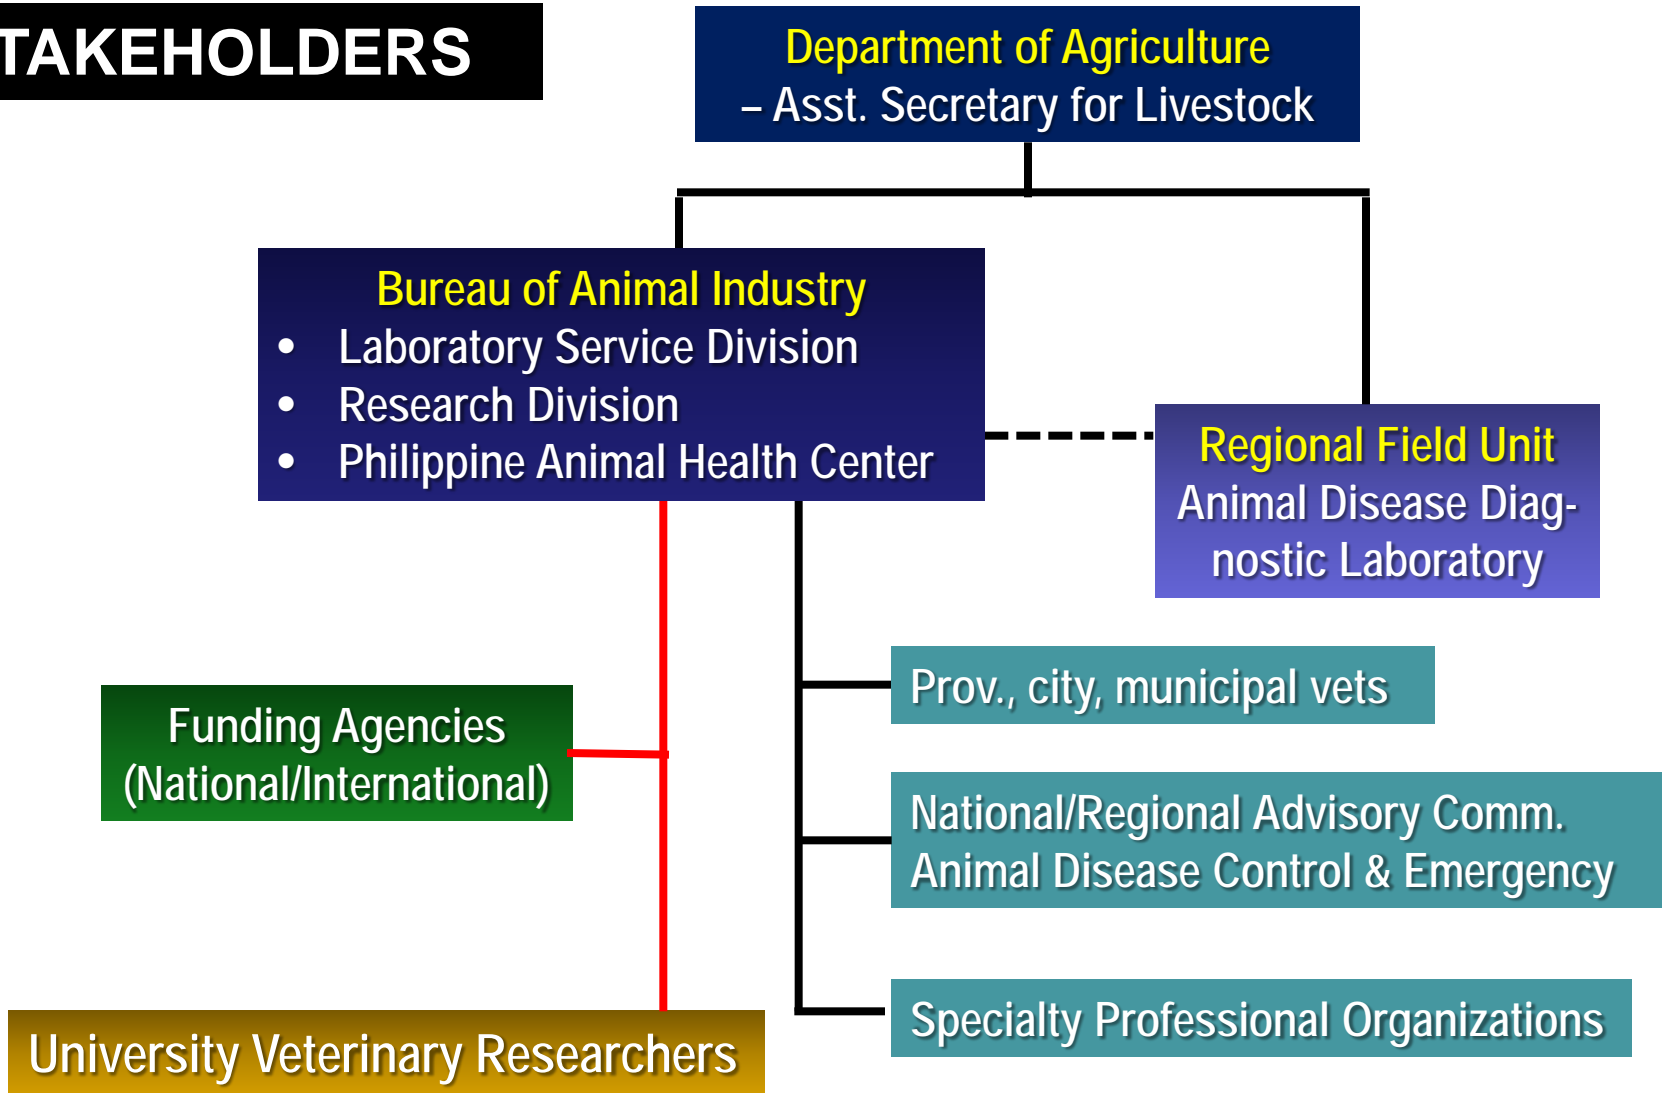 TAKEHOLDERS
Department of Agriculture
– Asst. Secretary for Livestock
Bureau of Animal Industry
• Laboratory Service Division
• Research Division
• Philippine Animal Health Center
Regional Field Unit
Animal Disease Diag-
nostic Laboratory
Prov., city, municipal vets
Funding Agencies
(National/International)
National/Regional Advisory Comm.
Animal Disease Control & Emergency
Specialty Professional Organizations
University Veterinary Researchers